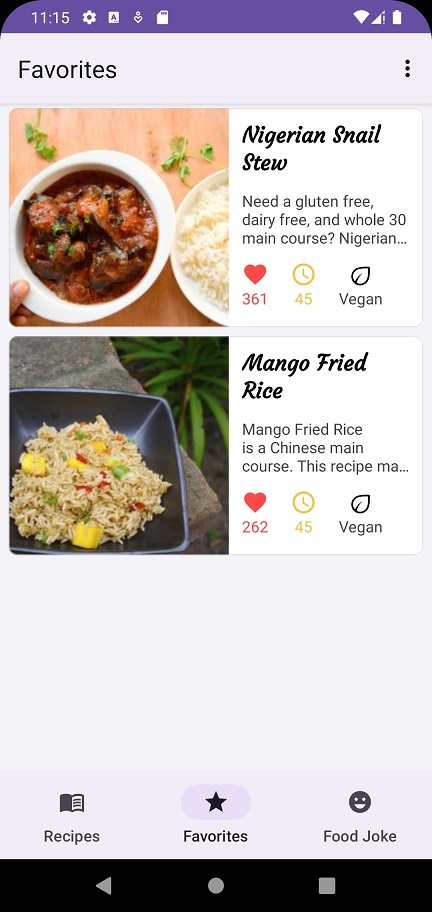 11:15
Favorites
Nigerian Snail
Stew
Need a gluten free,
dairy free, and whole 30
main course? Nigerian…
361 45 Vegan
Mango Fried
Rice
Mango Fried Rice
is a Chinese main
course. This recipe ma…
262 45 Vegan
Recipes Favorites Food Joke